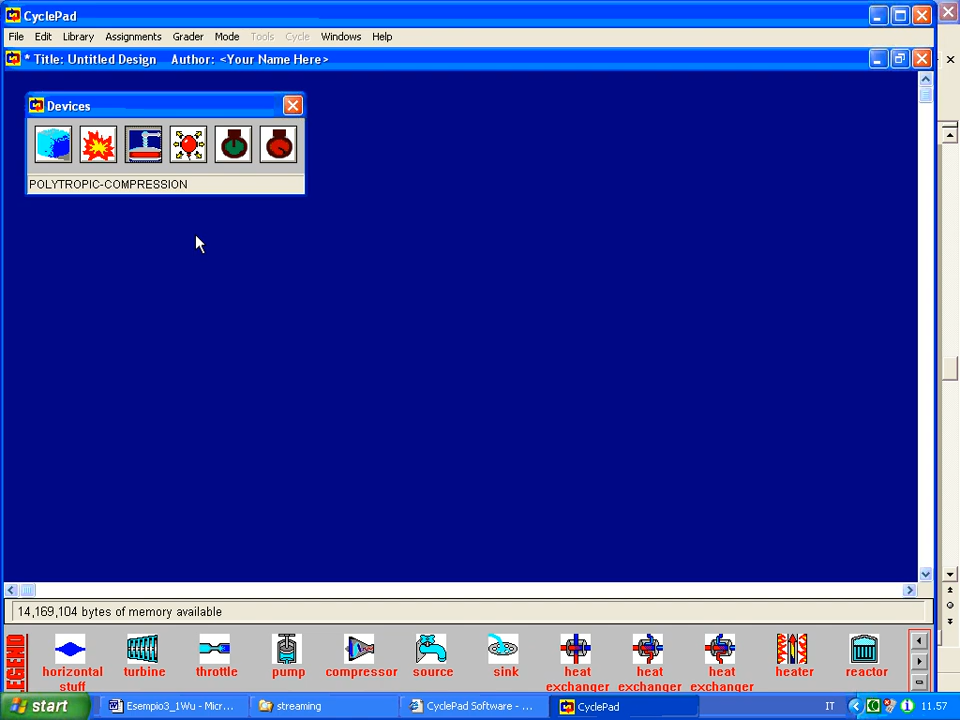 CyclePad
File Edit Library Assignments Grader Mode Tools Cycle Windows Help
* Title: Untitled Design Author: <Your Name Here>
Devices
POLYTROPIC-COMPRESSION
14,169,104 bytes of memory available
LEGEND
horizontal stuff
turbine
throttle
pump
compressor
source
sink
heat exchanger
heat exchanger
heat exchanger
heater
reactor
start
Esempio3_1Wu - Micr...
streaming
CyclePad Software - ...
CyclePad
IT
11.57